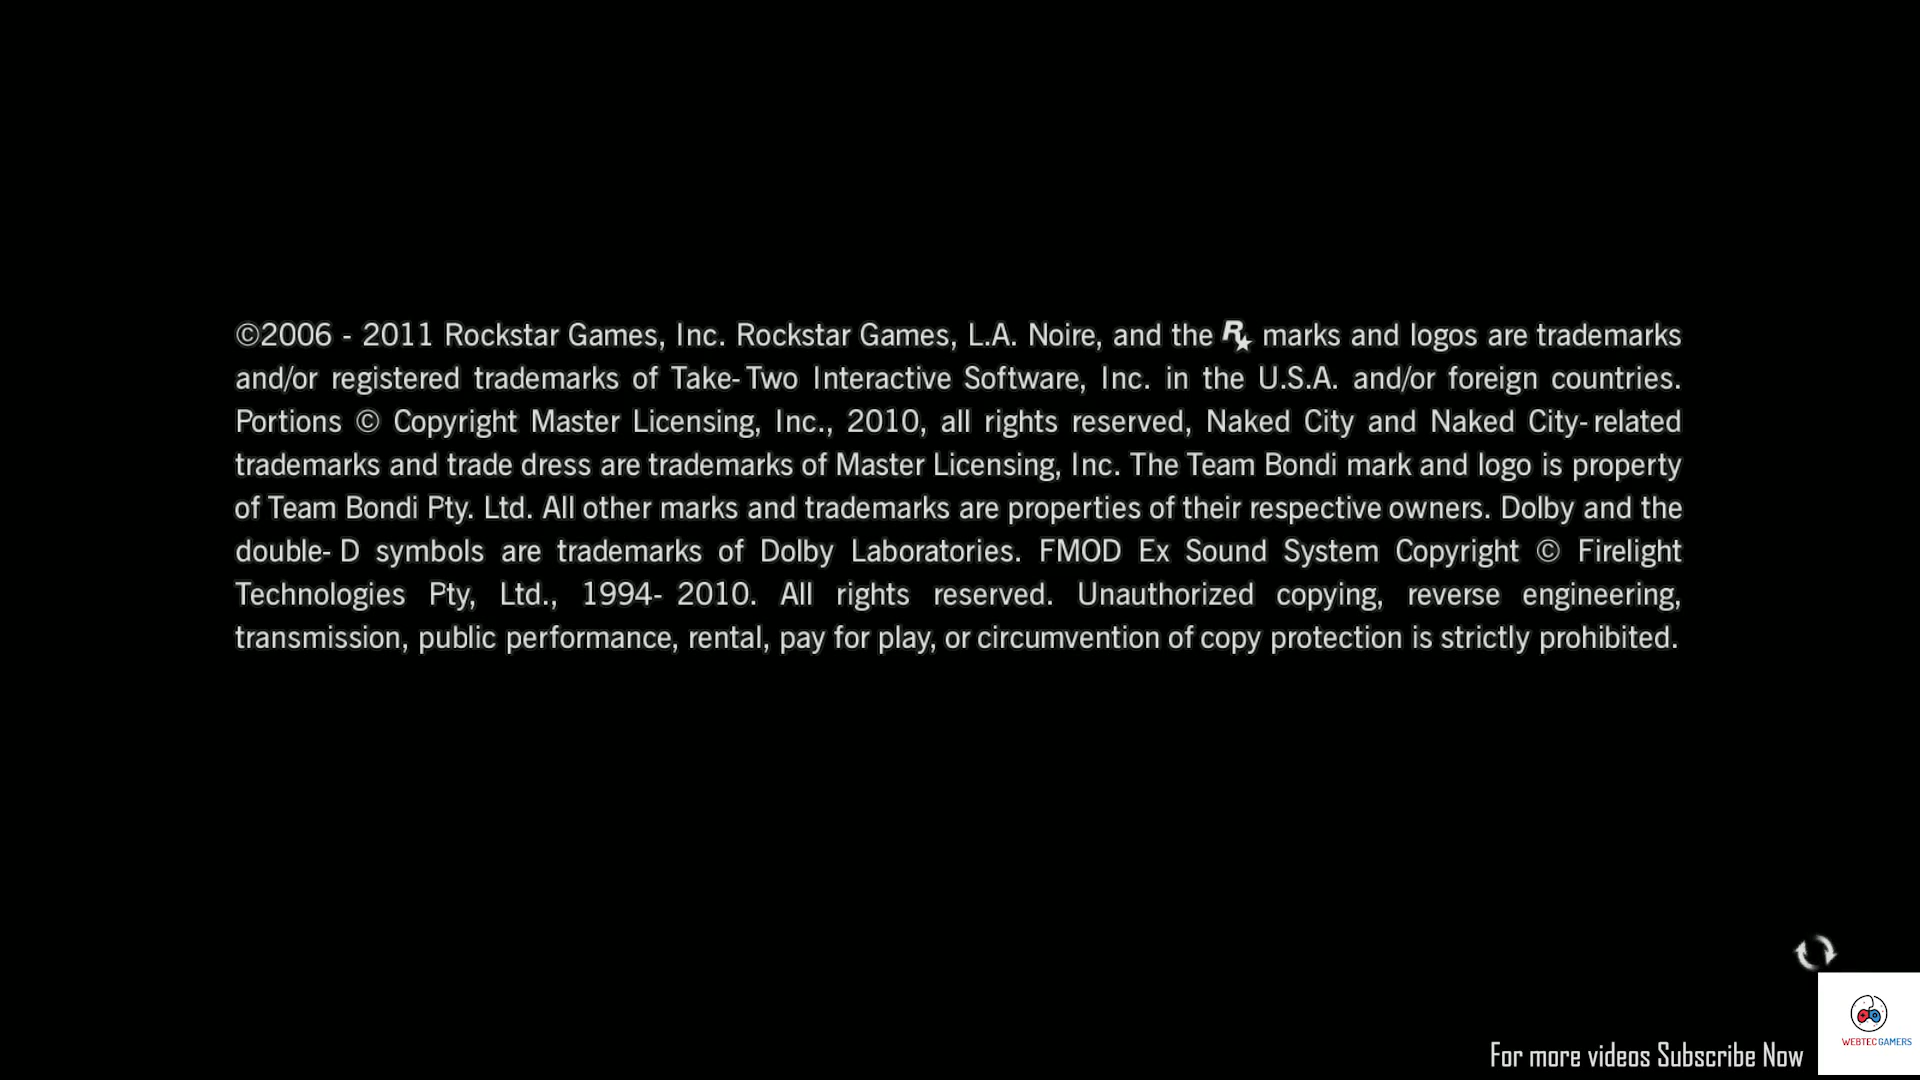 ©2006 - 2011 Rockstar Games, Inc. Rockstar Games, L.A. Noire, and the R★ marks and logos are trademarks
and/or registered trademarks of Take-Two Interactive Software, Inc. in the U.S.A. and/or foreign countries.
Portions © Copyright Master Licensing, Inc., 2010, all rights reserved, Naked City and Naked City-related
trademarks and trade dress are trademarks of Master Licensing, Inc. The Team Bondi mark and logo is property
of Team Bondi Pty. Ltd. All other marks and trademarks are properties of their respective owners. Dolby and the
double-D symbols are trademarks of Dolby Laboratories. FMOD Ex Sound System Copyright © Firelight
Technologies Pty, Ltd., 1994-2010. All rights reserved. Unauthorized copying, reverse engineering,
transmission, public performance, rental, pay for play, or circumvention of copy protection is strictly prohibited.
WEBTECGAMERS
For more videos Subscribe Now